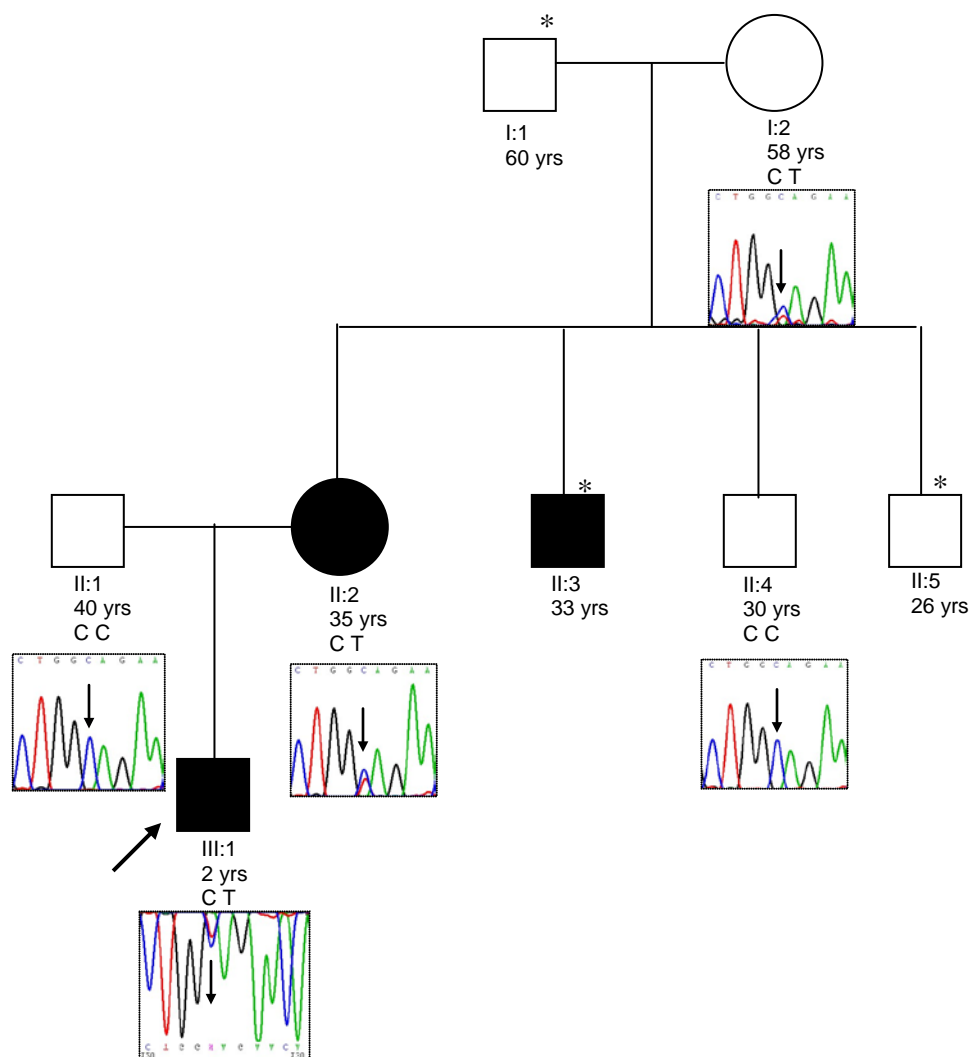 *
I:1
60 yrs
I:2
58 yrs
C T
C T G G C A G A A
II:1
40 yrs
C C
C T G G C A G A A
II:2
35 yrs
C T
C T G G C A G A A
*
II:3
33 yrs
II:4
30 yrs
C C
C T G G C A G A A
*
II:5
26 yrs
III:1
2 yrs
C T